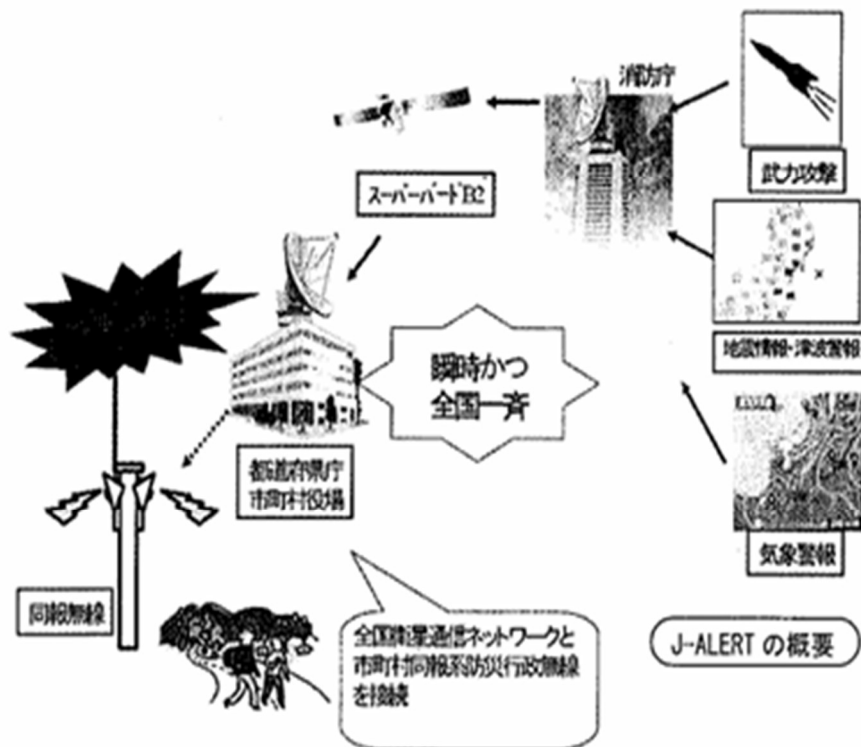 消防庁
武力攻撃
スーパーバードB2
地震情報・津波警報
瞬時かつ
全国一斉
都道府県庁
市町村役場
気象警報
同報無線
全国衛星通信ネットワークと
市町村同報系防災行政無線
を接続
J-ALERT の概要